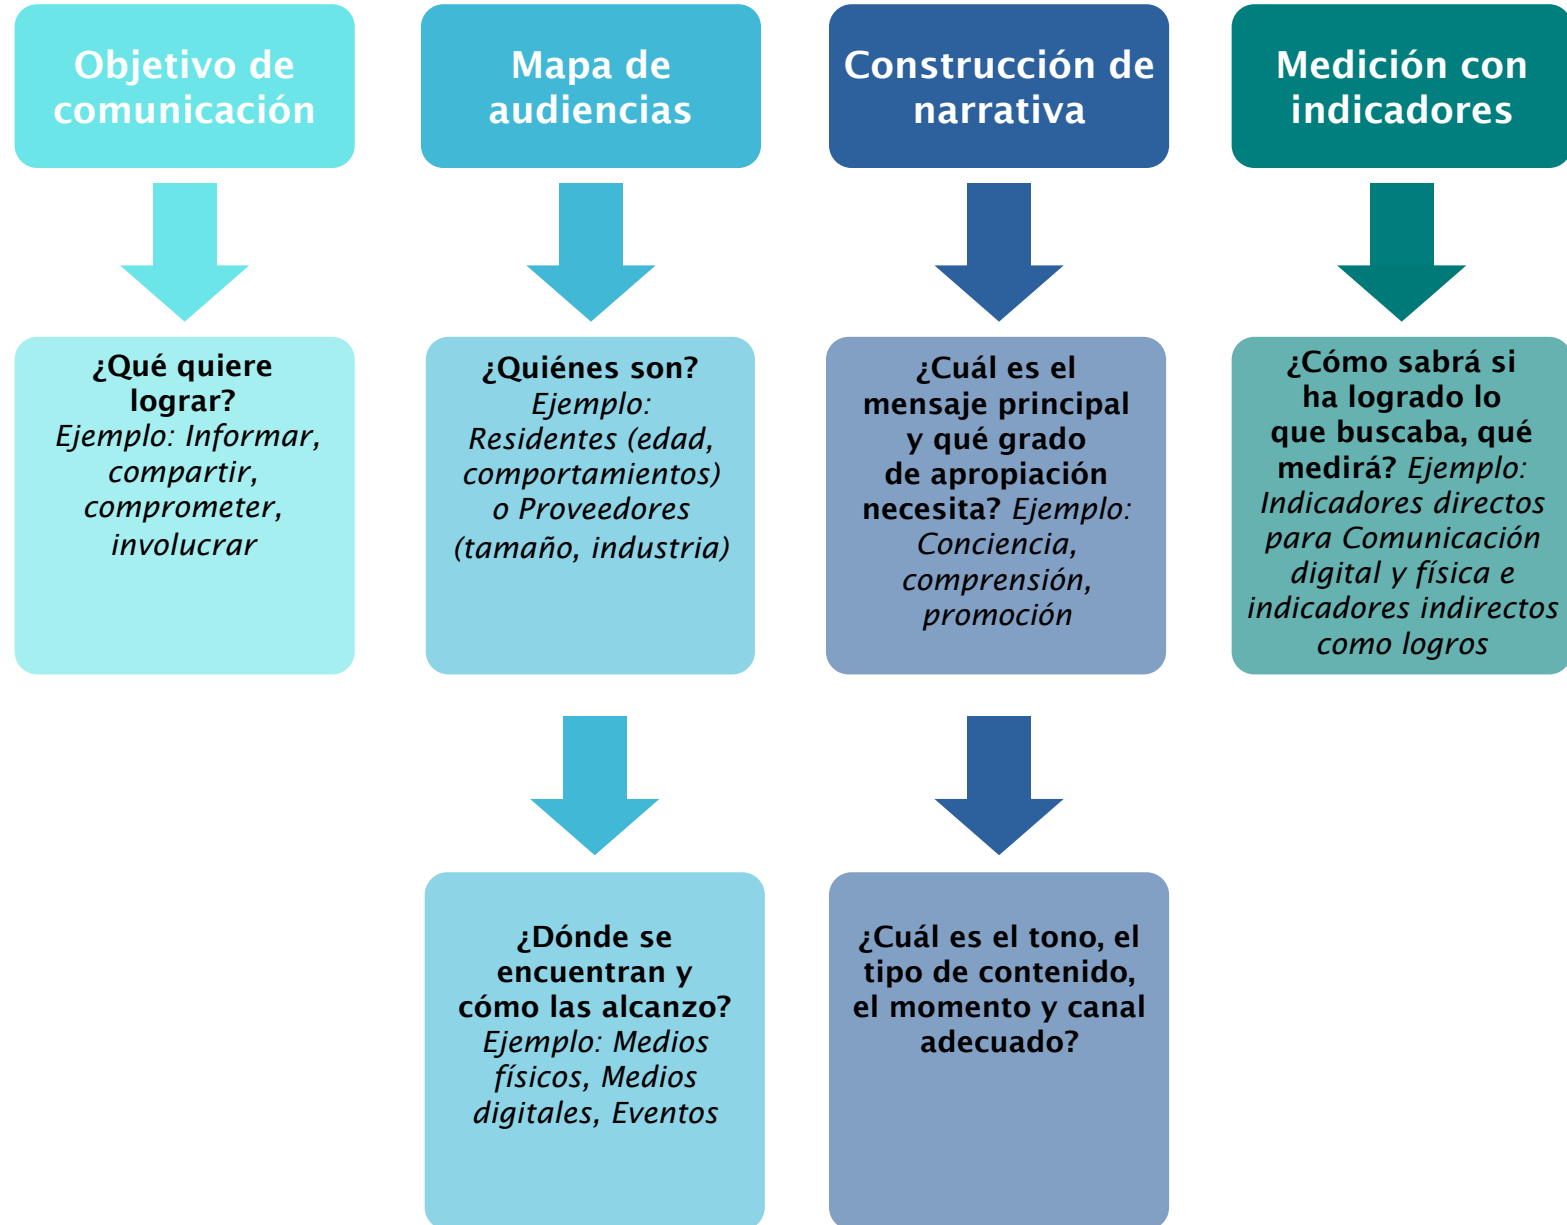 Objetivo de
comunicación
Mapa de
audiencias
Construcción de
narrativa
Medición con
indicadores
¿Qué quiere
lograr?
Ejemplo: Informar,
compartir,
comprometer,
involucrar
¿Quiénes son?
Ejemplo:
Residentes (edad,
comportamientos)
o Proveedores
(tamaño, industria)
¿Cuál es el
mensaje principal
y qué grado
de apropiación
necesita? Ejemplo:
Conciencia,
comprensión,
promoción
¿Cómo sabrá si
ha logrado lo
que buscaba, qué
medirá? Ejemplo:
Indicadores directos
para Comunicación
digital y física e
indicadores indirectos
como logros
¿Dónde se
encuentran y
cómo las alcanzo?
Ejemplo: Medios
físicos, Medios
digitales, Eventos
¿Cuál es el tono, el
tipo de contenido,
el momento y canal
adecuado?